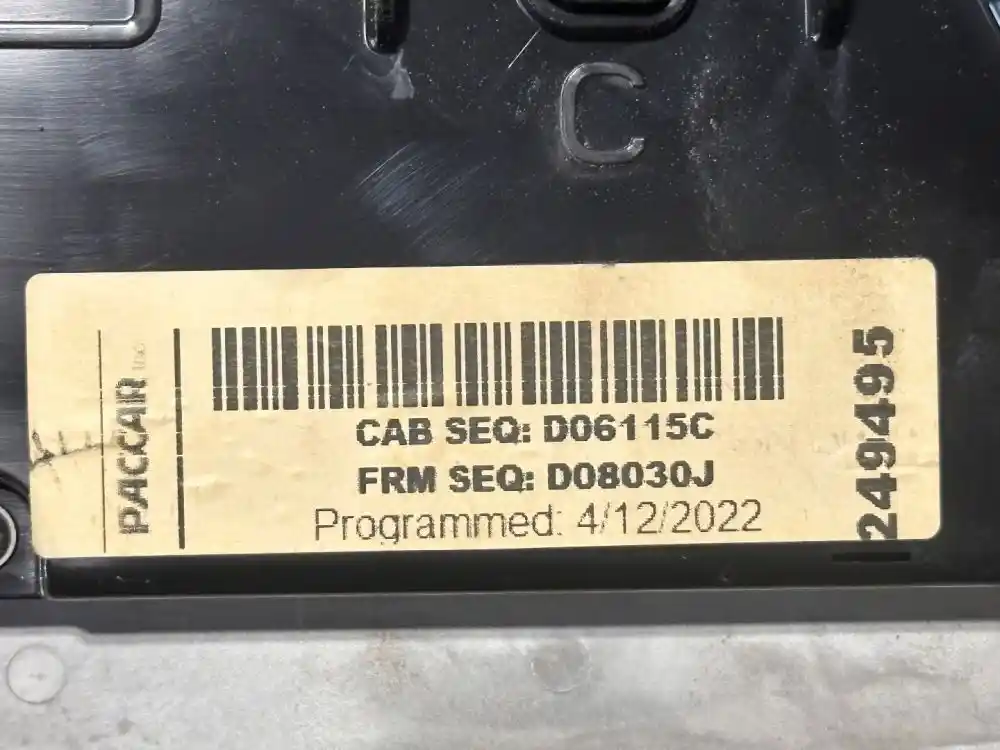 C
PACCAR
CAB SEQ: D06115C
FRM SEQ: D08030J
Programmed: 4/12/2022
249495